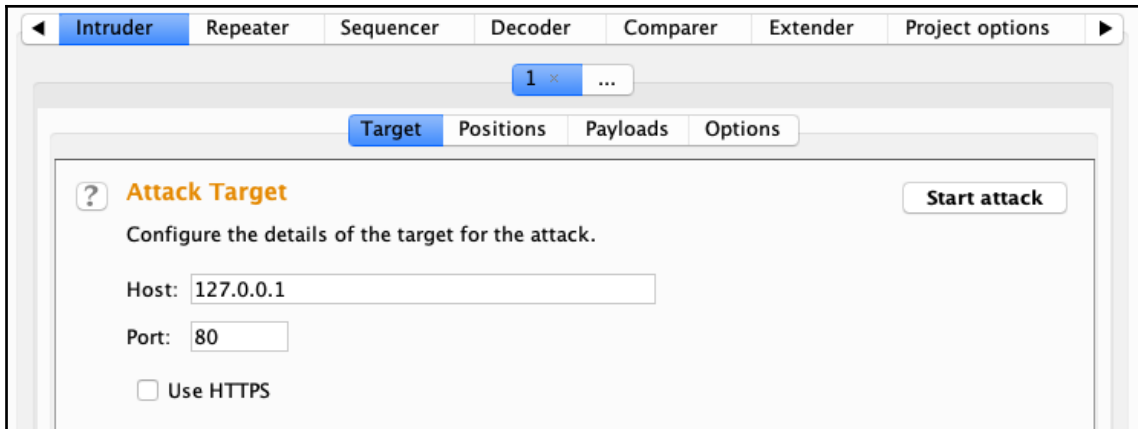 ◀ Intruder Repeater Sequencer Decoder Comparer Extender Project options ▶
1 × ...
Target Positions Payloads Options
? Attack Target Start attack
Configure the details of the target for the attack.
Host: 127.0.0.1
Port: 80
Use HTTPS